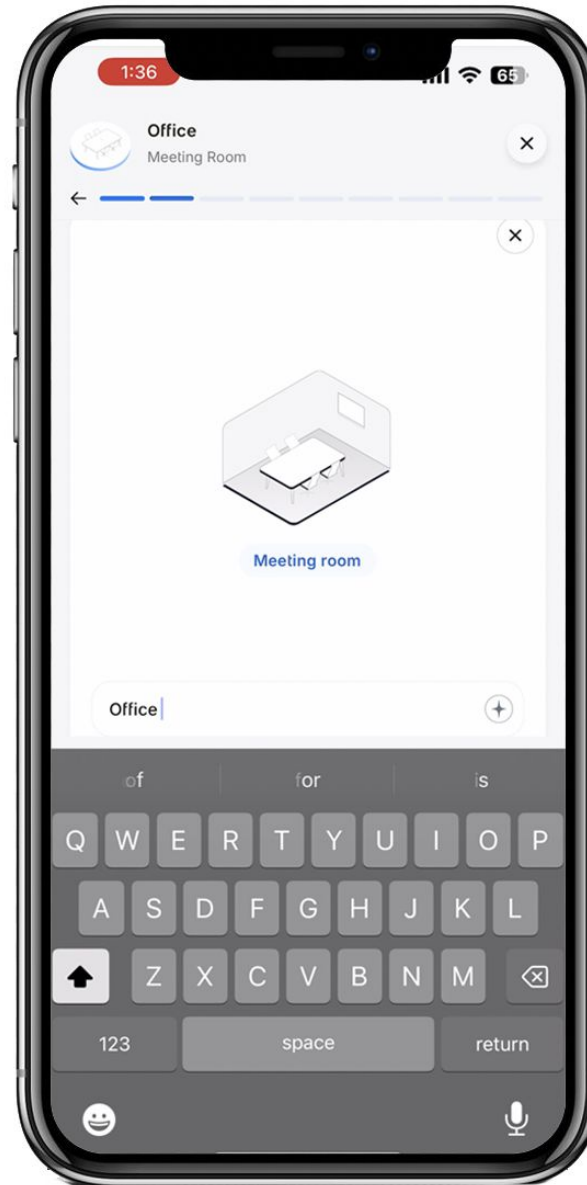 1:36
65
Office
Meeting Room
Meeting room
Office
of for is
Q W E R T Y U I O P
A S D F G H J K L
Z X C V B N M
123 space return